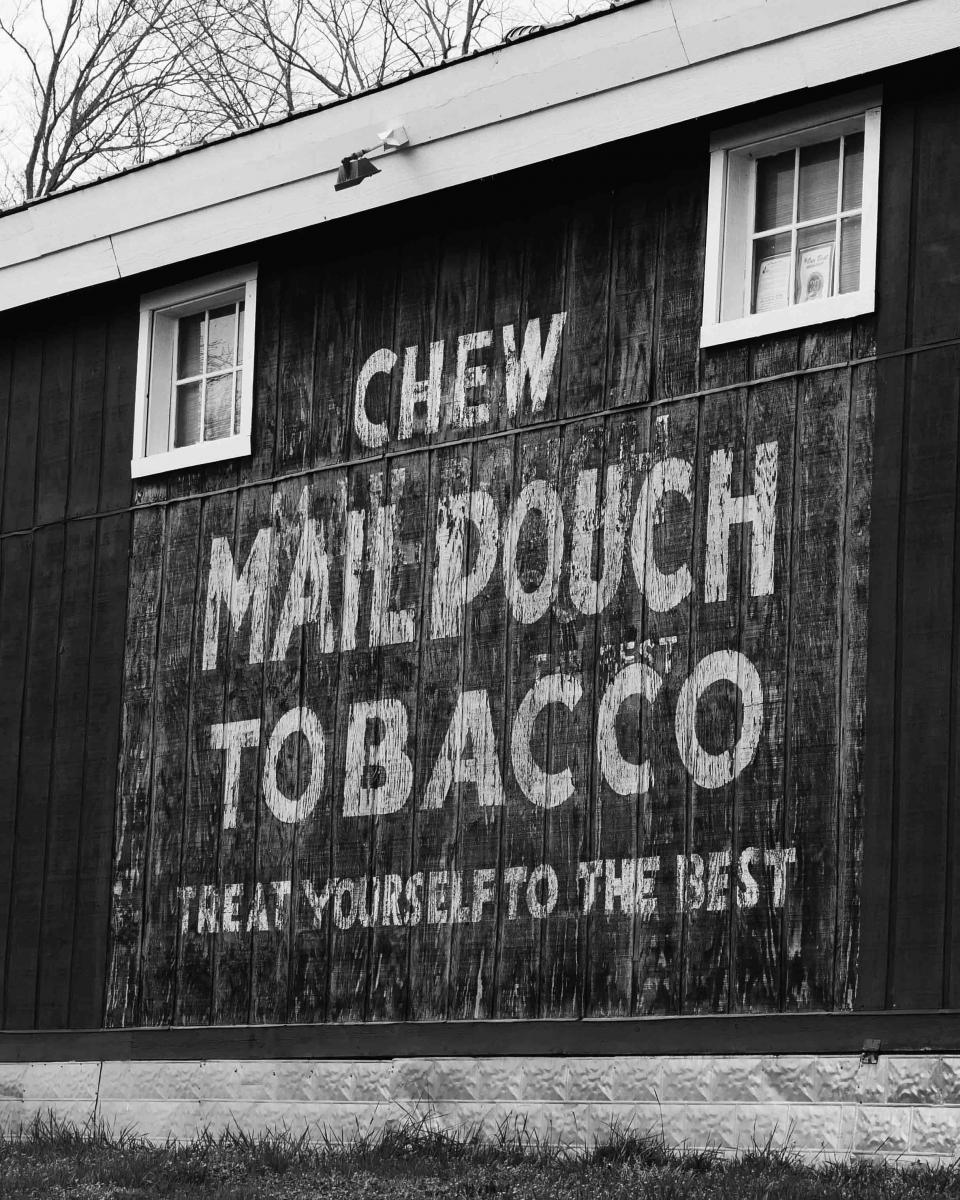 CHEW
MAIL POUCH
TOBACCO
TREAT YOURSELF TO THE BEST